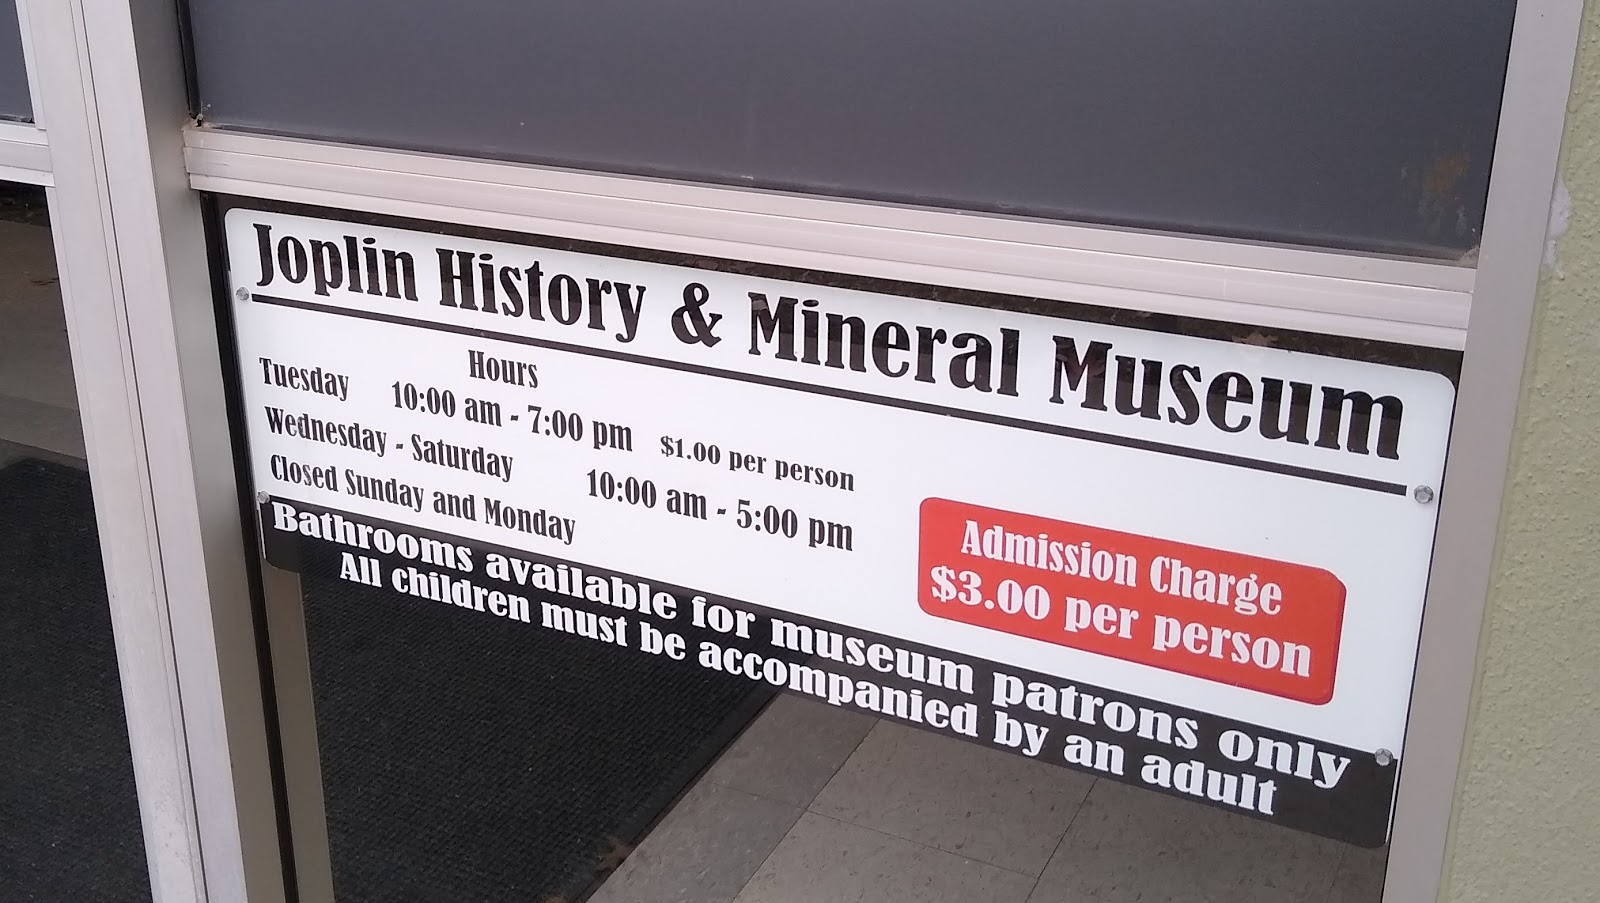 Joplin History & Mineral Museum
Hours
Tuesday 10:00 am - 7:00 pm $1.00 per person
Wednesday - Saturday 10:00 am - 5:00 pm
Closed Sunday and Monday
Admission Charge
$3.00 per person
Bathrooms available for museum patrons only
All children must be accompanied by an adult